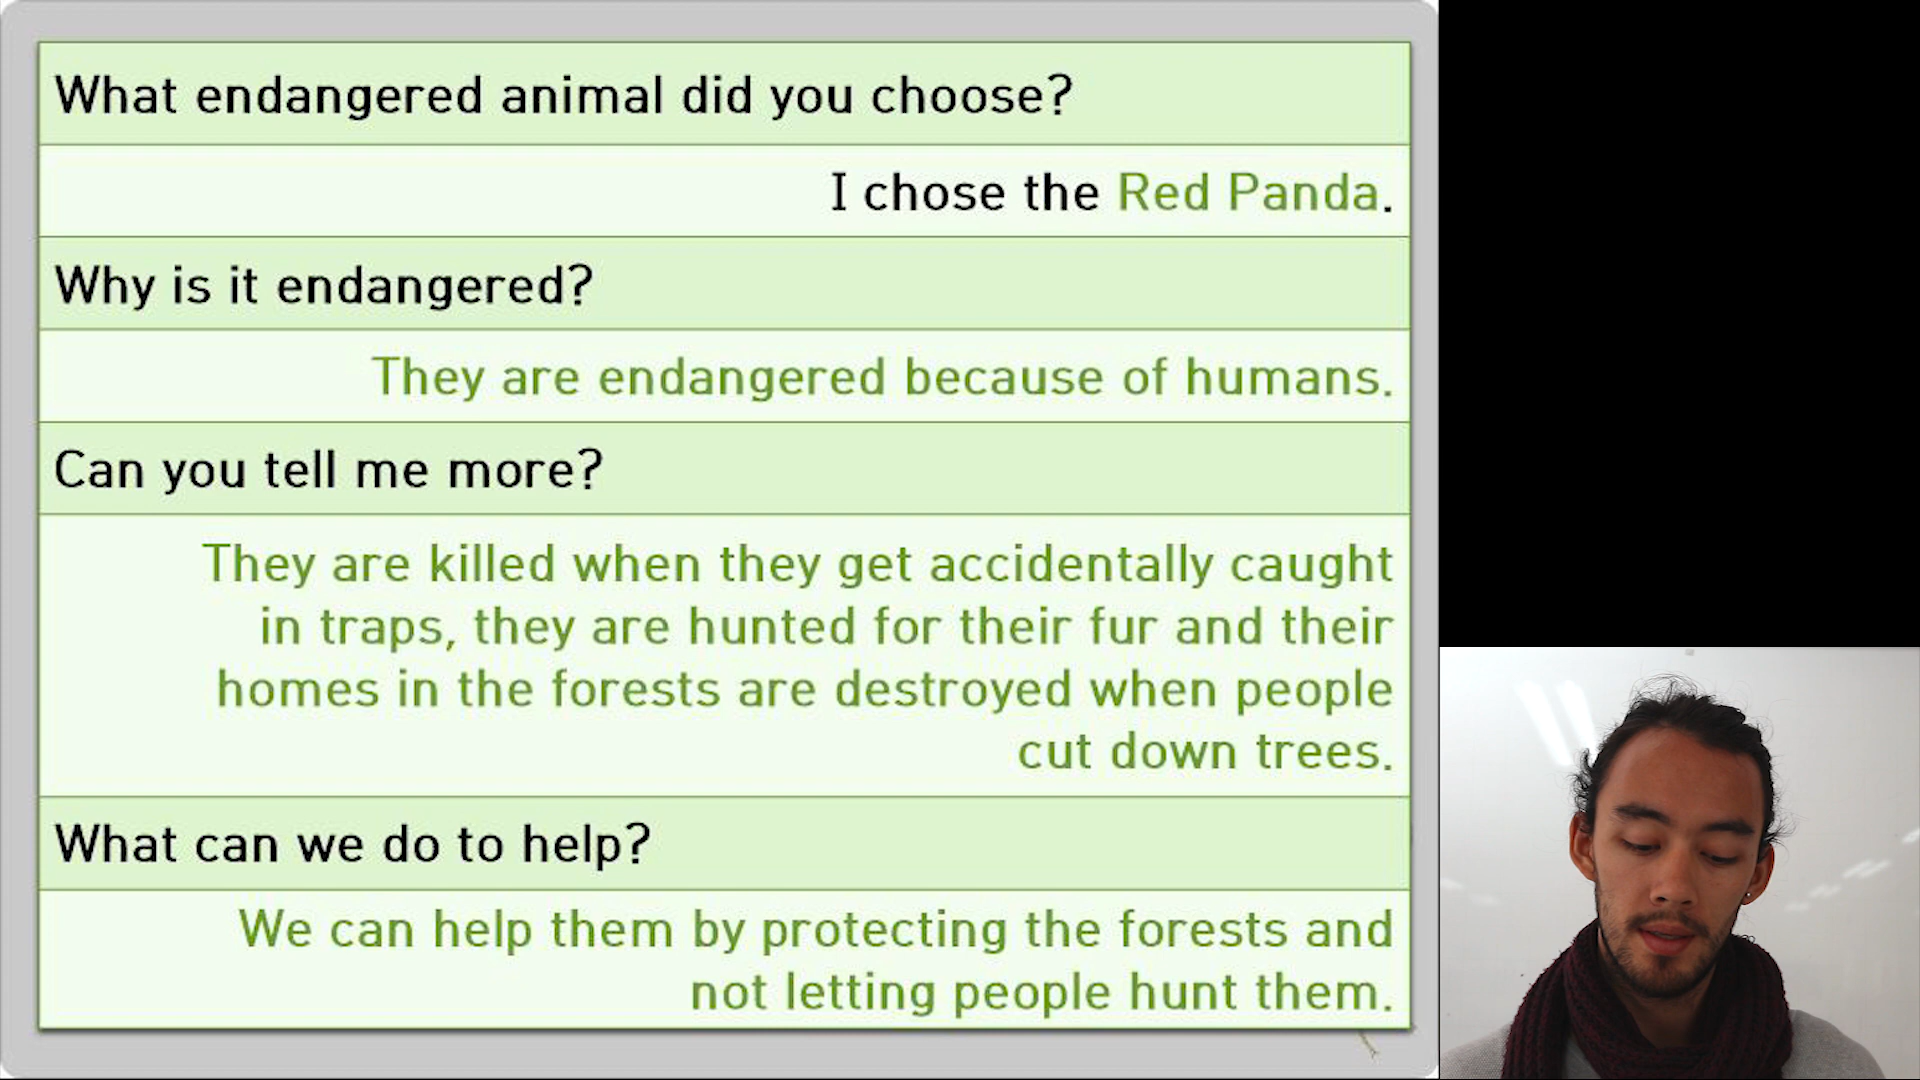 What endangered animal did you choose?
I chose the Red Panda.
Why is it endangered?
They are endangered because of humans.
Can you tell me more?
They are killed when they get accidentally caught
in traps, they are hunted for their fur and their
homes in the forests are destroyed when people
cut down trees.
What can we do to help?
We can help them by protecting the forests and
not letting people hunt them.